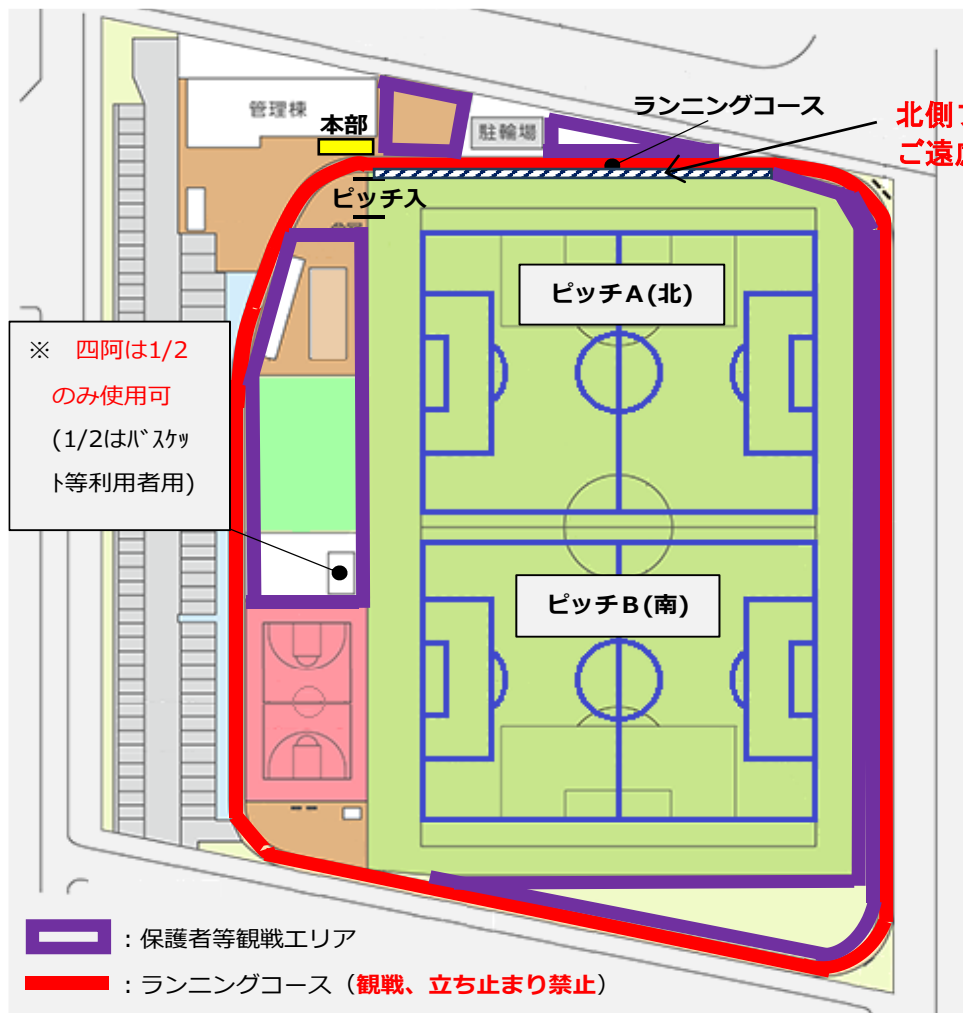 管理棟
本部
駐輪場
ランニングコース
北側フ
ご遠慮
ピッチ入
ピッチA(北)
※ 四阿は1/2
のみ使用可
(1/2はバスケッ
ト等利用者用)
ピッチB(南)
：保護者等観戦エリア
：ランニングコース（観戦、立ち止まり禁止）